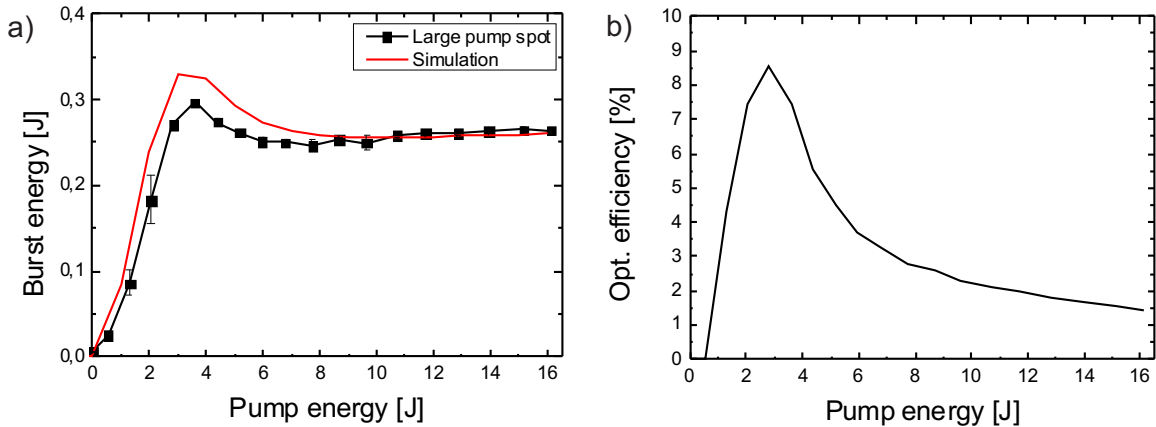 a)
0,4
0,3
0,2
0,1
0,0
Burst energy [J]
Large pump spot
Simulation
0 2 4 6 8 10 12 14 16
Pump energy [J]
b)
10
9
8
7
6
5
4
3
2
1
0
Opt. efficiency [%]
0 2 4 6 8 10 12 14 16
Pump energy [J]